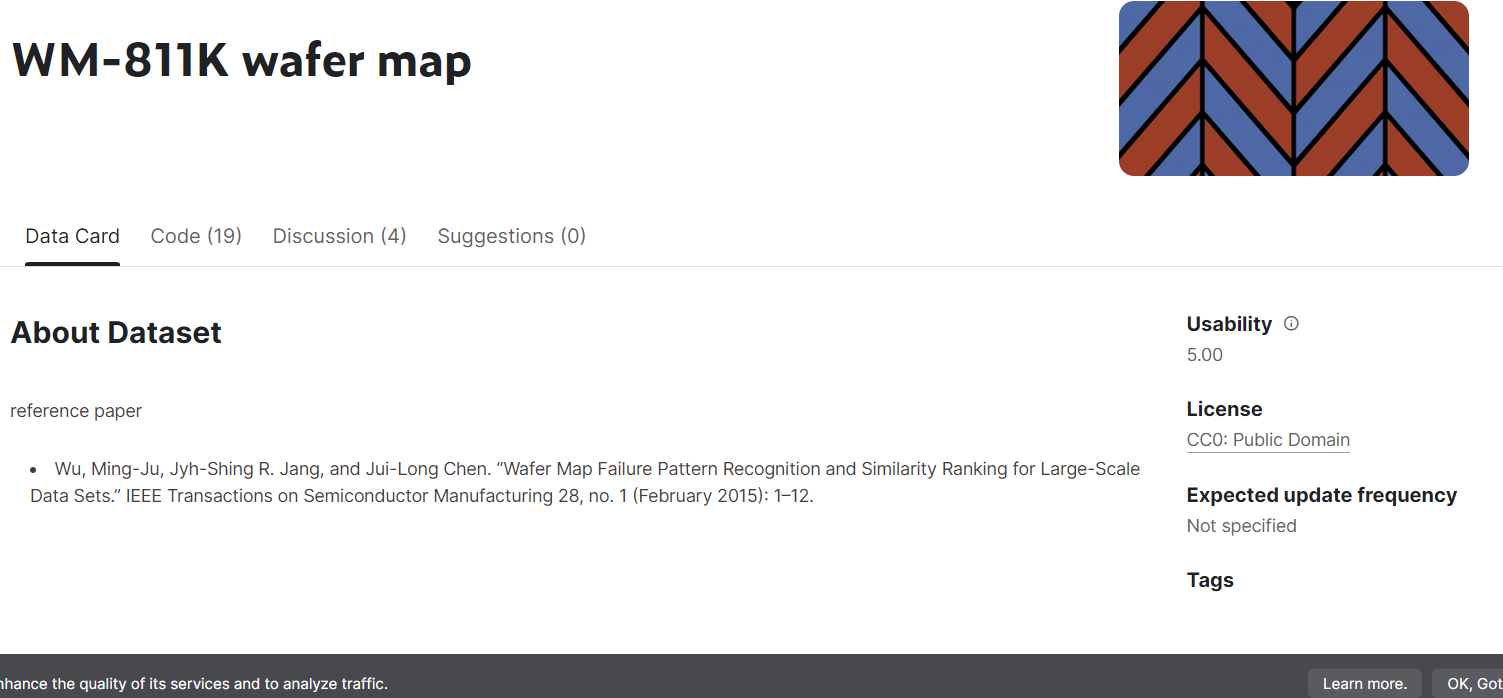 WM-811K wafer map
Data Card
Code (19)
Discussion (4)
Suggestions (0)
About Dataset
reference paper
• Wu, Ming-Ju, Jyh-Shing R. Jang, and Jui-Long Chen. “Wafer Map Failure Pattern Recognition and Similarity Ranking for Large-Scale
Data Sets.” IEEE Transactions on Semiconductor Manufacturing 28, no. 1 (February 2015): 1–12.
Usability
5.00
License
CC0: Public Domain
Expected update frequency
Not specified
Tags
the quality of its services and to analyze traffic.
Learn more.
OK, Got